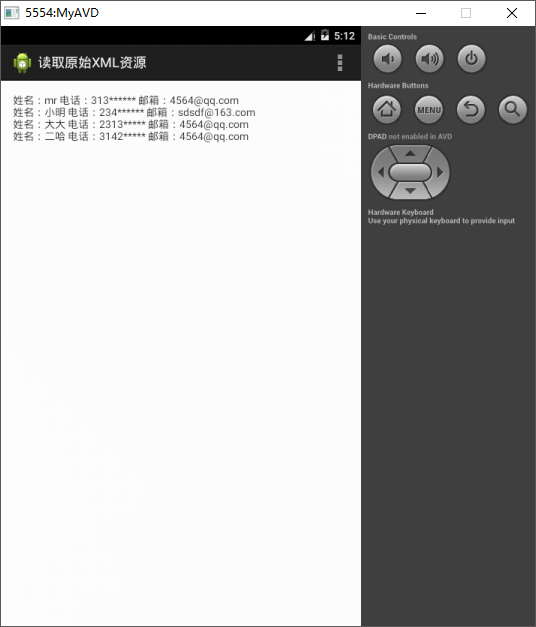 5554:MyAVD
5:12
读取原始XML资源
姓名：mr 电话：313****** 邮箱：4564@qq.com
姓名：小明 电话：234****** 邮箱：sdsdf@163.com
姓名：大大 电话：2313***** 邮箱：4564@qq.com
姓名：二哈 电话：3142***** 邮箱：4564@qq.com
Basic Controls
Hardware Buttons
MENU
DPAD not enabled in AVD
Hardware Keyboard
Use your physical keyboard to provide input